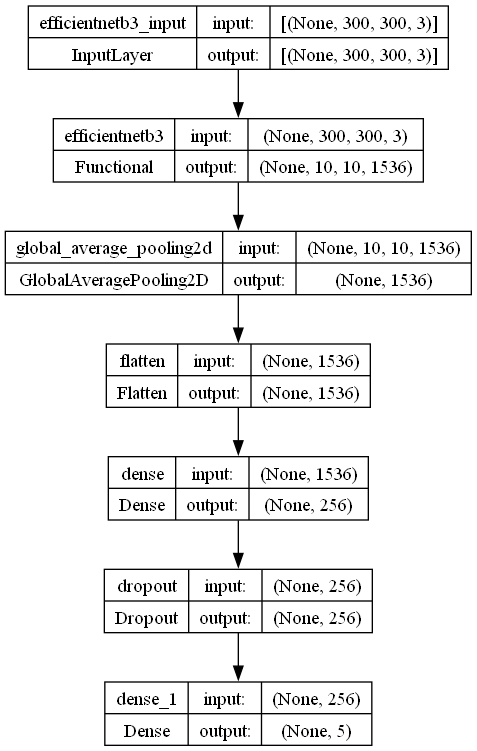 efficientnetb3_input input: [(None, 300, 300, 3)]
InputLayer output: [(None, 300, 300, 3)]
efficientnetb3 input: (None, 300, 300, 3)
Functional output: (None, 10, 10, 1536)
global_average_pooling2d input: (None, 10, 10, 1536)
GlobalAveragePooling2D output: (None, 1536)
flatten input: (None, 1536)
Flatten output: (None, 1536)
dense input: (None, 1536)
Dense output: (None, 256)
dropout input: (None, 256)
Dropout output: (None, 256)
dense_1 input: (None, 256)
Dense output: (None, 5)